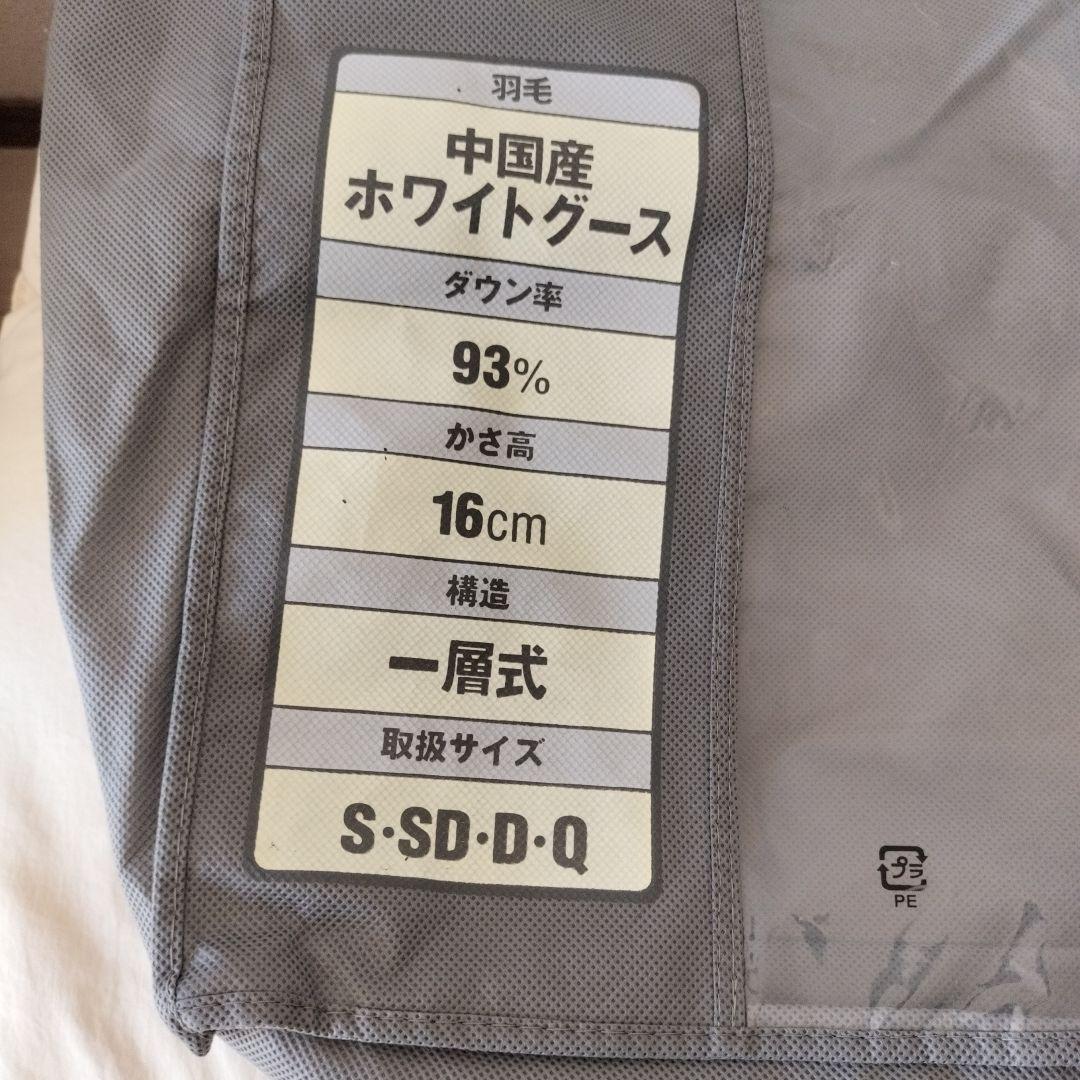 羽毛
中国産
ホワイトグース
ダウン率
93%
かさ高
16cm
構造
一層式
取扱サイズ
S・SD・D・Q
プラ
PE